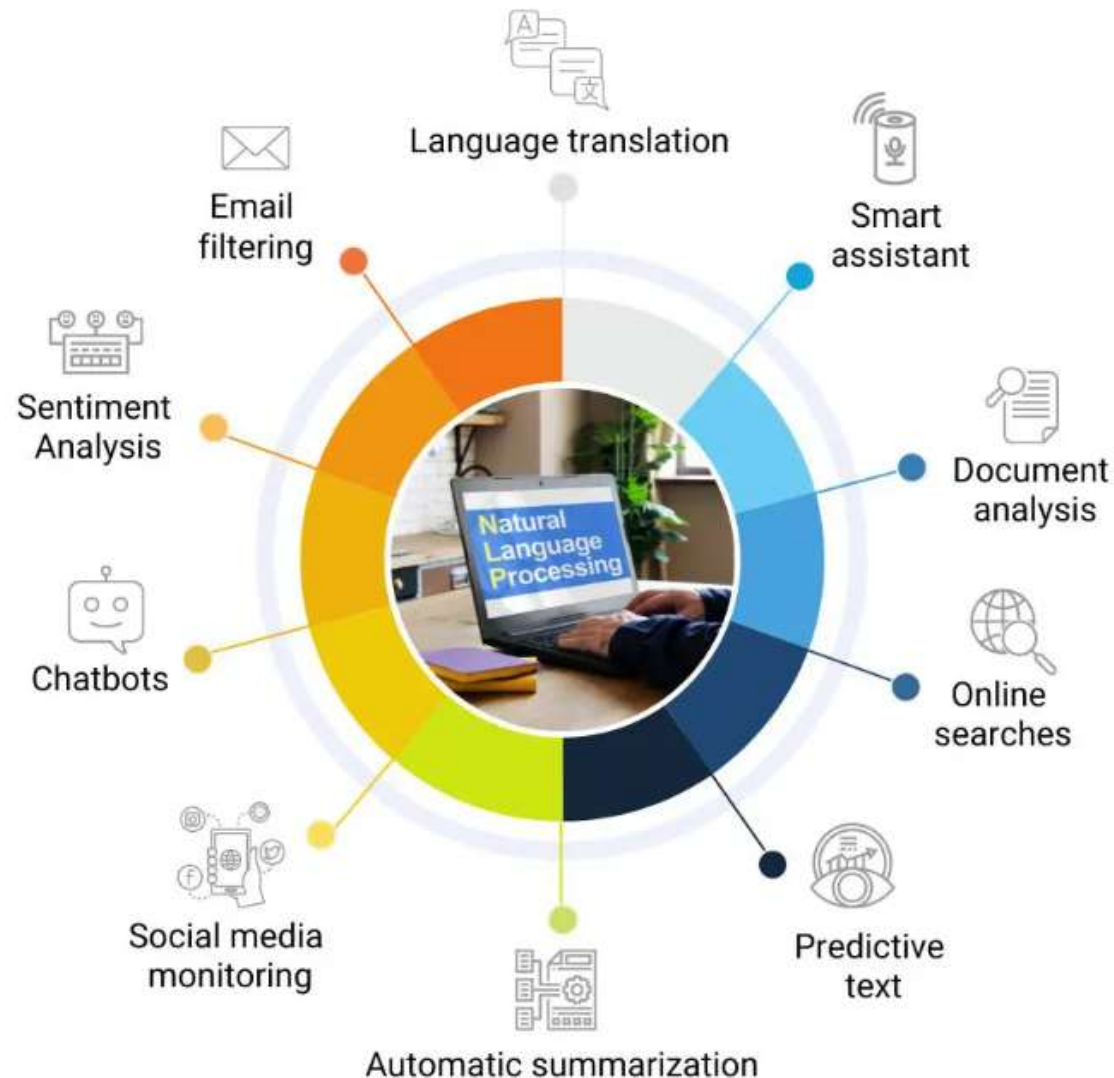 Language translation
Smart
assistant
Document
analysis
Online
searches
Predictive
text
Automatic summarization
Social media
monitoring
Chatbots
Sentiment
Analysis
Email
filtering
Natural
Language
Processing
A
文
f